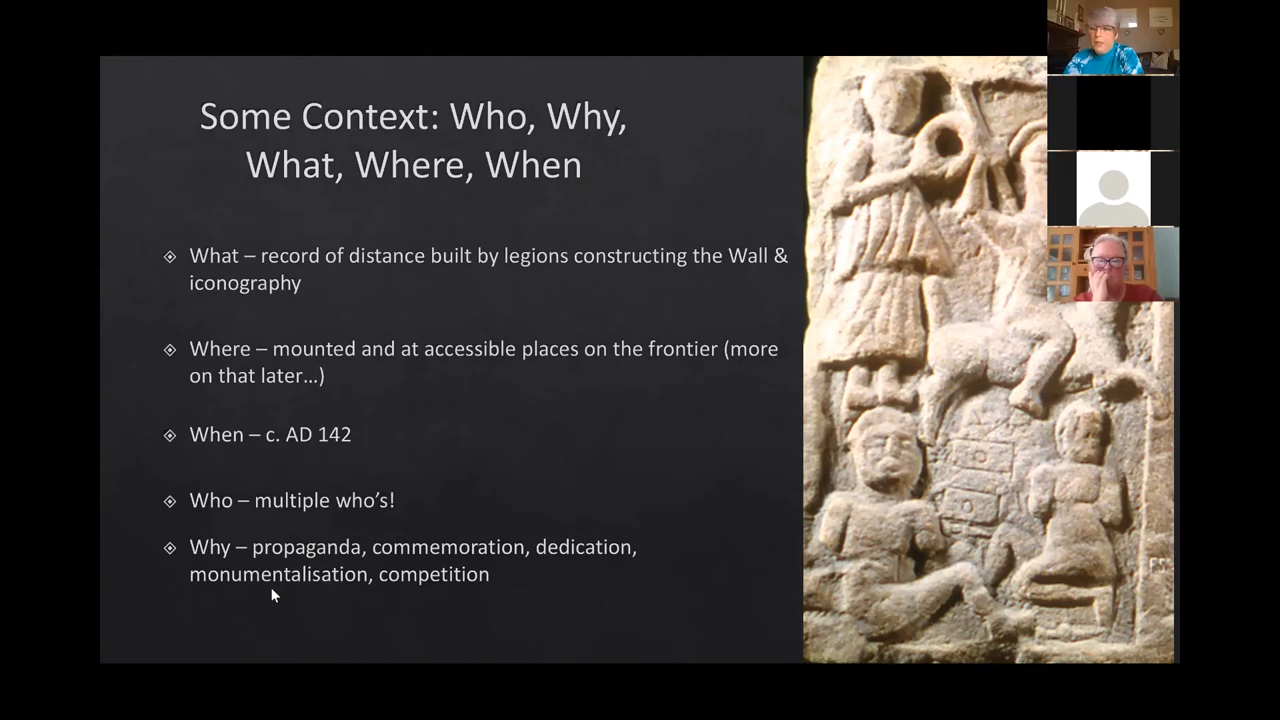 Some Context: Who, Why,
What, Where, When
What – record of distance built by legions constructing the Wall &
iconography
Where – mounted and at accessible places on the frontier (more
on that later…)
When – c. AD 142
Who – multiple who’s!
Why – propaganda, commemoration, dedication,
monumentalisation, competition